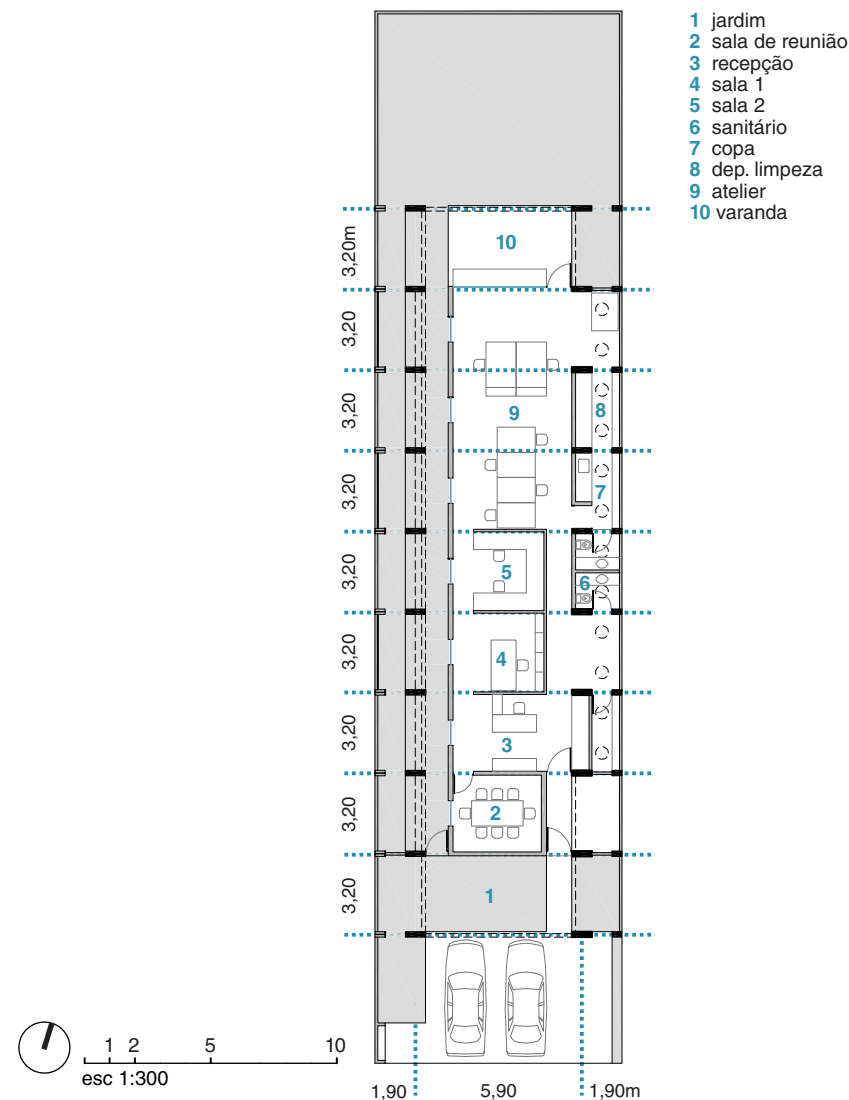 1 jardim
2 sala de reunião
3 recepção
4 sala 1
5 sala 2
6 sanitário
7 copa
8 dep. limpeza
9 atelier
10 varanda
3,20m
10
3,20
3,20
9
8
3,20
7
3,20
5
6
3,20
4
3,20
3
3,20
2
3,20
1
1 2 5 10
esc 1:300
1,90 5,90 1,90m